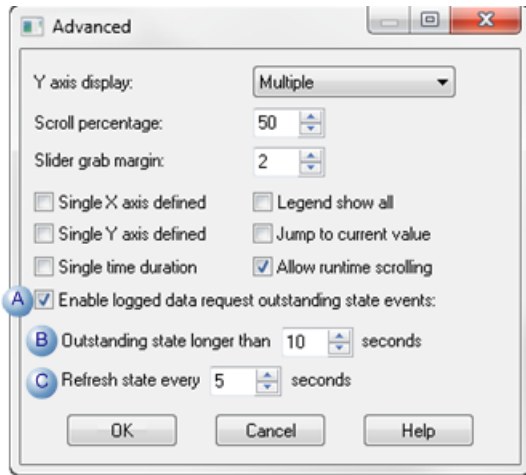 Advanced
Y axis display: Multiple
Scroll percentage: 50
Slider grab margin: 2
Single X axis defined Legend show all
Single Y axis defined Jump to current value
Single time duration Allow runtime scrolling
A Enable logged data request outstanding state events:
B Outstanding state longer than 10 seconds
C Refresh state every 5 seconds
OK Cancel Help